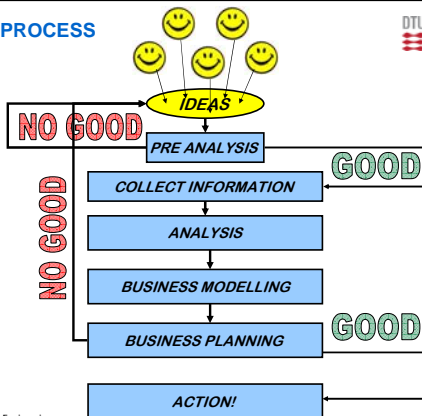 PROCESS
DTU
IDEAS
NO GOOD
PRE ANALYSIS
GOOD
COLLECT INFORMATION
NO GOOD
ANALYSIS
BUSINESS MODELLING
GOOD
BUSINESS PLANNING
ACTION!